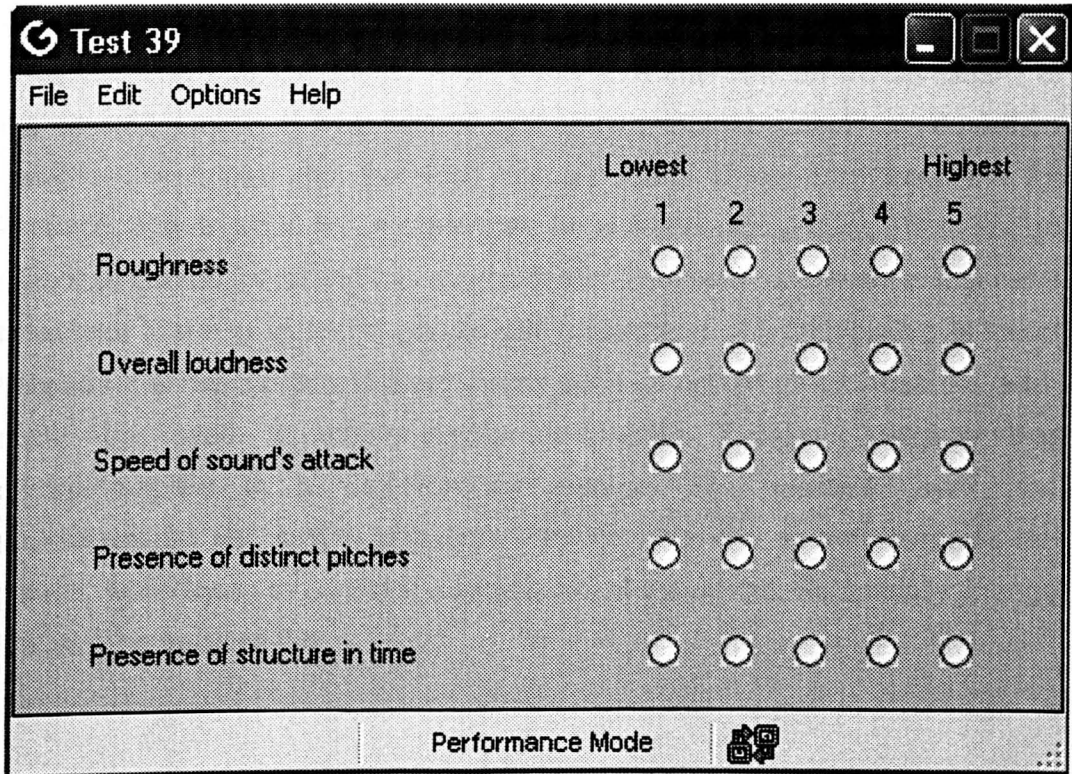 Test 39
File Edit Options Help
Lowest Highest
1 2 3 4 5
Roughness
Overall loudness
Speed of sound's attack
Presence of distinct pitches
Presence of structure in time
Performance Mode